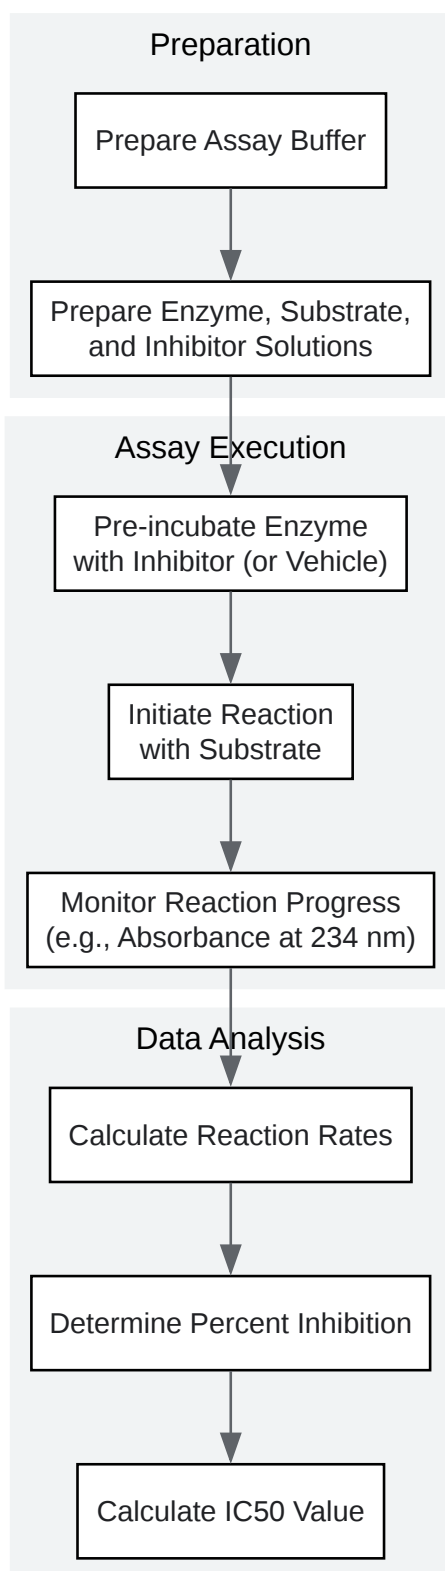 Preparation
Prepare Assay Buffer
Prepare Enzyme, Substrate,
and Inhibitor Solutions
Assay Execution
Pre-incubate Enzyme
with Inhibitor (or Vehicle)
Initiate Reaction
with Substrate
Monitor Reaction Progress
(e.g., Absorbance at 234 nm)
Data Analysis
Calculate Reaction Rates
Determine Percent Inhibition
Calculate IC50 Value